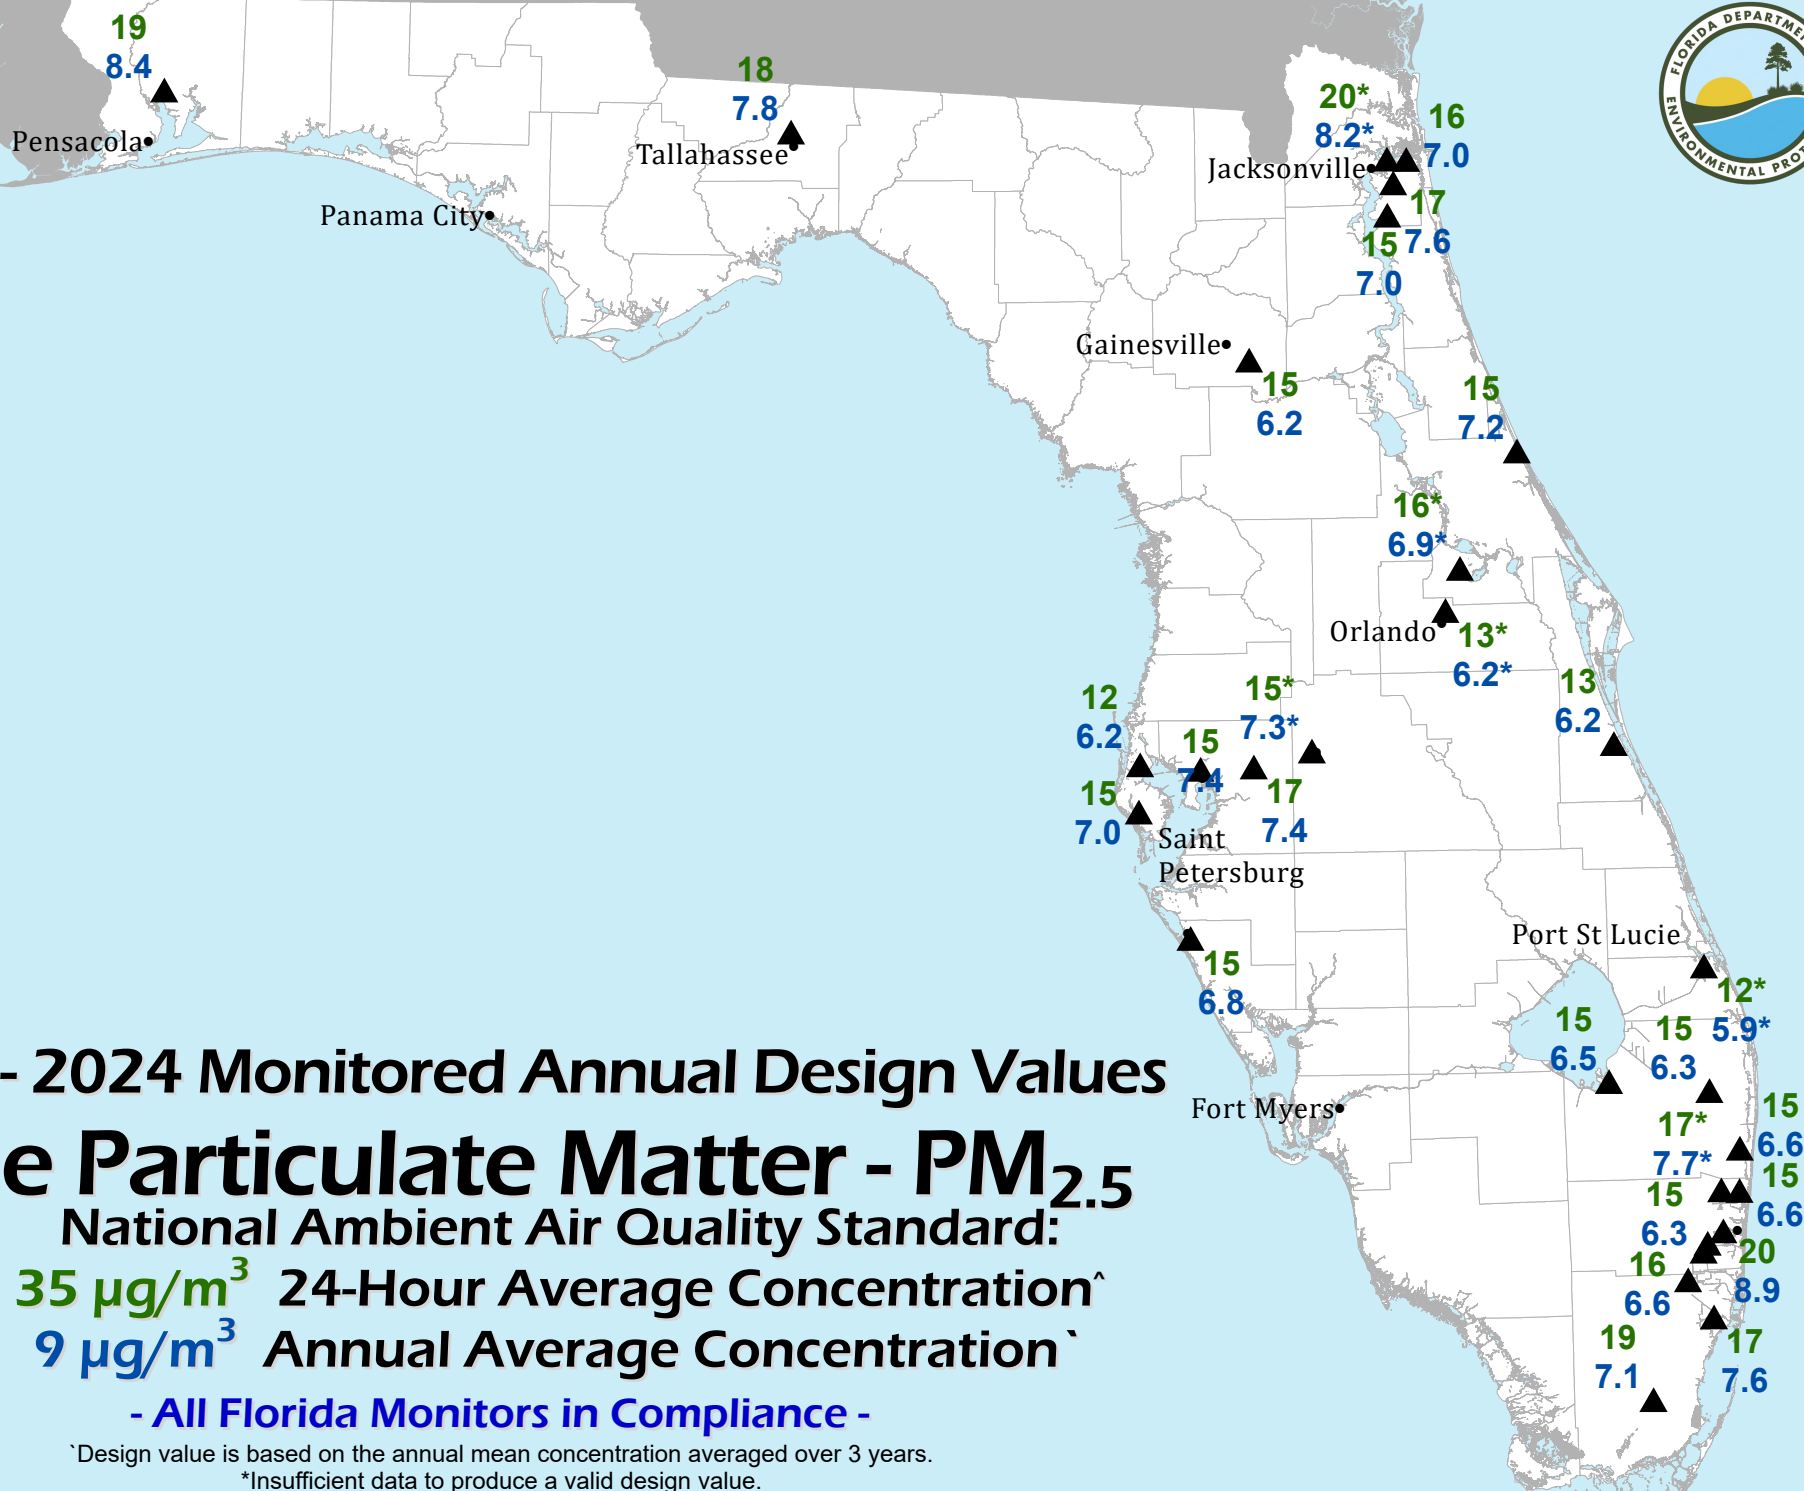 19
8.4
Pensacola
18
7.8
Tallahassee
Panama City
20*
8.2*
16
7.0
Jacksonville
17
7.6
15
7.0
FLORIDA DEPARTME
ENVIRONMENTAL PROT
Gainesville
15
6.2
15
7.2
16*
6.9*
Orlando
13*
6.2*
13
6.2
12
6.2
15
7.4
15*
7.3*
17
7.4
15
7.0
Saint
Petersburg
15
6.8
Port St Lucie
12*
5.9*
15
6.5
15
6.3
Fort Myers
15
6.6
17*
7.7*
15
6.6
15
6.3
20
8.9
16
6.6
17
7.6
19
7.1
- 2024 Monitored Annual Design Values
e Particulate Matter - PM2.5
National Ambient Air Quality Standard:
35 µg/m³ 24-Hour Average Concentration^
9 µg/m³ Annual Average Concentration`
- All Florida Monitors in Compliance -
`Design value is based on the annual mean concentration averaged over 3 years.
*Insufficient data to produce a valid design value.